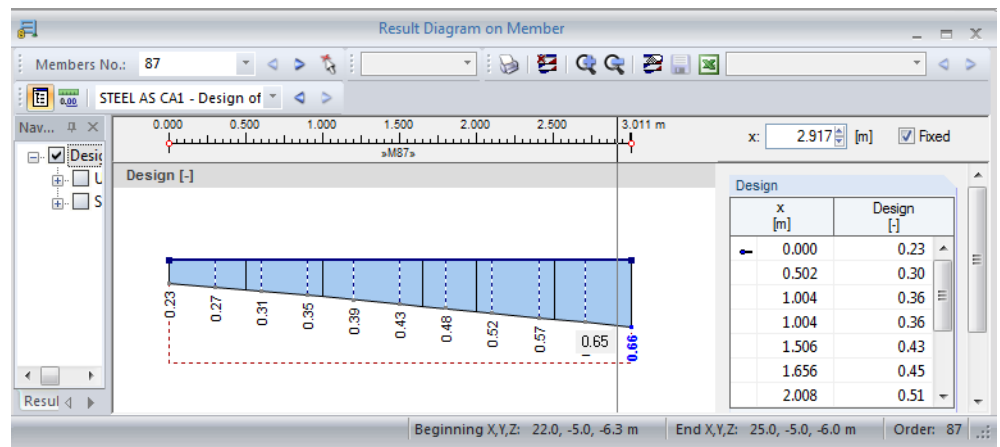 Result Diagram on Member
Members No.: 87
0.00 STEEL AS CA1 - Design of
Nav...
0.000 0.500 1.000 1.500 2.000 2.500 3.011 m
»M87»
x: 2.917 [m] Fixed
Desig
U
S
Design [-]
0.23 0.27 0.31 0.35 0.39 0.43 0.48 0.52 0.57 0.65 0.66
Design
x Design
[m] [-]
0.000 0.23
0.502 0.30
1.004 0.36
1.004 0.36
1.506 0.43
1.656 0.45
2.008 0.51
Resul
Beginning X,Y,Z: 22.0, -5.0, -6.3 m End X,Y,Z: 25.0, -5.0, -6.0 m Order: 87